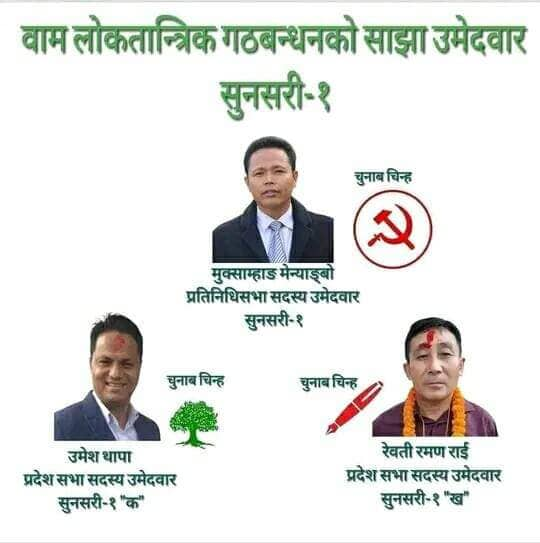 वाम लोकतान्त्रिक गठबन्धनको साझा उमेदवार
सुनसरी-१
चुनाब चिन्ह
मुक्साम्हाङ मेन्याङ्बो
प्रतिनिधिसभा सदस्य उमेदवार
सुनसरी-१
चुनाब चिन्ह
उमेश थापा
प्रदेश सभा सदस्य उमेदवार
सुनसरी-१ "क"
चुनाब चिन्ह
रेवती रमण राई
प्रदेश सभा सदस्य उमेदवार
सुनसरी-१ "ख"